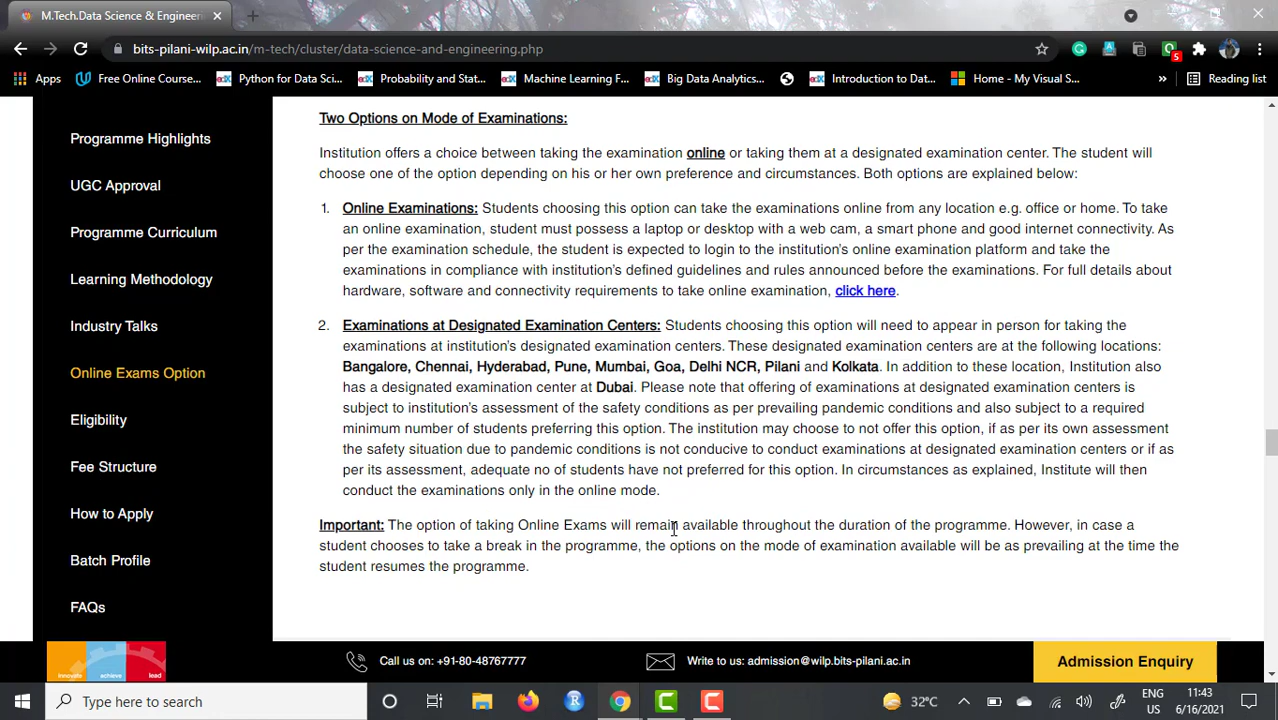 M.Tech.Data Science & Engineeri
bits-pilani-wilp.ac.in/m-tech/cluster/data-science-and-engineering.php
5
Apps
Free Online Course...
edX
Python for Data Sci...
edX
Probability and Stat...
edX
Machine Learning F...
edX
Big Data Analytics...
edX
Introduction to Dat...
Home - My Visual S...
»
Reading list
Programme Highlights
UGC Approval
Programme Curriculum
Learning Methodology
Industry Talks
Online Exams Option
Eligibility
Fee Structure
How to Apply
Batch Profile
FAQs
Two Options on Mode of Examinations:
Institution offers a choice between taking the examination online or taking them at a designated examination center. The student will
choose one of the option depending on his or her own preference and circumstances. Both options are explained below:
1. Online Examinations: Students choosing this option can take the examinations online from any location e.g. office or home. To take
an online examination, student must possess a laptop or desktop with a web cam, a smart phone and good internet connectivity. As
per the examination schedule, the student is expected to login to the institution's online examination platform and take the
examinations in compliance with institution's defined guidelines and rules announced before the examinations. For full details about
hardware, software and connectivity requirements to take online examination, click here.
2. Examinations at Designated Examination Centers: Students choosing this option will need to appear in person for taking the
examinations at institution's designated examination centers. These designated examination centers are at the following locations:
Bangalore, Chennai, Hyderabad, Pune, Mumbai, Goa, Delhi NCR, Pilani and Kolkata. In addition to these location, Institution also
has a designated examination center at Dubai. Please note that offering of examinations at designated examination centers is
subject to institution's assessment of the safety conditions as per prevailing pandemic conditions and also subject to a required
minimum number of students preferring this option. The institution may choose to not offer this option, if as per its own assessment
the safety situation due to pandemic conditions is not conducive to conduct examinations at designated examination centers or if as
per its assessment, adequate no of students have not preferred for this option. In circumstances as explained, Institute will then
conduct the examinations only in the online mode.
Important: The option of taking Online Exams will remain available throughout the duration of the programme. However, in case a
student chooses to take a break in the programme, the options on the mode of examination available will be as prevailing at the time the
student resumes the programme.
innovate achieve lead
Call us on: +91-80-48767777
Write to us: admission@wilp.bits-pilani.ac.in
Admission Enquiry
Type here to search
R
C
C
32°C
ENG
US
11:43
6/16/2021